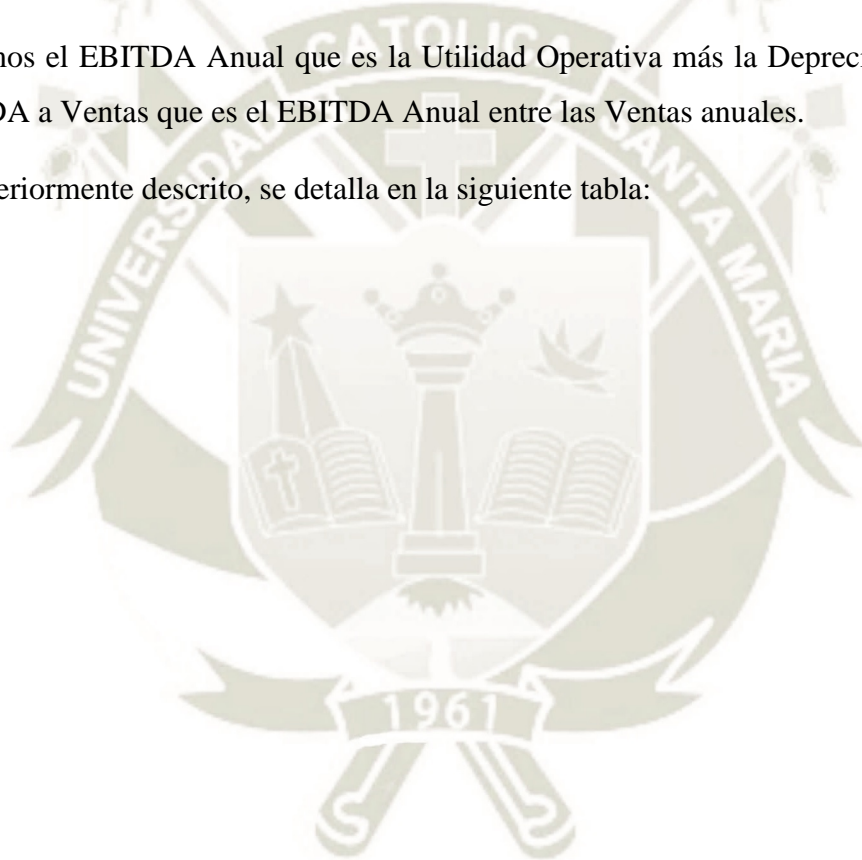 nos el EBITDA Anual que es la Utilidad Operativa más la Depreci
DA a Ventas que es el EBITDA Anual entre las Ventas anuales.
eriormente descrito, se detalla en la siguiente tabla:
UNIVERSIDAD CATOLICA SANTA MARIA
1961